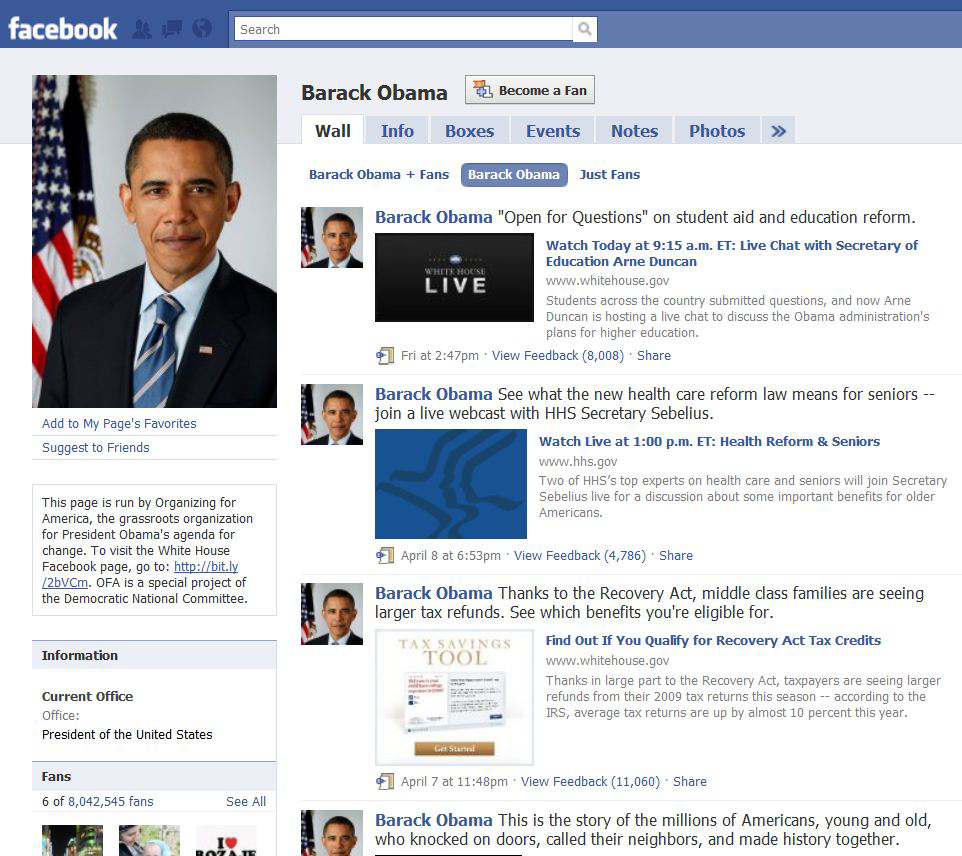 facebook
Search
Barack Obama
Become a Fan
Wall Info Boxes Events Notes Photos »
Barack Obama + Fans Barack Obama Just Fans
Add to My Page's Favorites
Suggest to Friends
This page is run by Organizing for
America, the grassroots organization
for President Obama's agenda for
change. To visit the White House
Facebook page, go to: http://bit.ly
/2bVCm. OFA is a special project of
the Democratic National Committee.
Information
Current Office
Office:
President of the United States
Fans
6 of 8,042,545 fans See All
I ♥
ROZAJE
Barack Obama "Open for Questions" on student aid and education reform.
WHITE HOUSE
LIVE
Watch Today at 9:15 a.m. ET: Live Chat with Secretary of
Education Arne Duncan
www.whitehouse.gov
Students across the country submitted questions, and now Arne
Duncan is hosting a live chat to discuss the Obama administration's
plans for higher education.
Fri at 2:47pm · View Feedback (8,008) · Share
Barack Obama See what the new health care reform law means for seniors --
join a live webcast with HHS Secretary Sebelius.
Watch Live at 1:00 p.m. ET: Health Reform & Seniors
www.hhs.gov
Two of HHS's top experts on health care and seniors will join Secretary
Sebelius live for a discussion about some important benefits for older
Americans.
April 8 at 6:53pm · View Feedback (4,786) · Share
Barack Obama Thanks to the Recovery Act, middle class families are seeing
larger tax refunds. See which benefits you're eligible for.
TAX SAVINGS
TOOL
Get Started
Find Out If You Qualify for Recovery Act Tax Credits
www.whitehouse.gov
Thanks in large part to the Recovery Act, taxpayers are seeing larger
refunds from their 2009 tax returns this season -- according to the
IRS, average tax returns are up by almost 10 percent this year.
April 7 at 11:48pm · View Feedback (11,060) · Share
Barack Obama This is the story of the millions of Americans, young and old,
who knocked on doors, called their neighbors, and made history together.